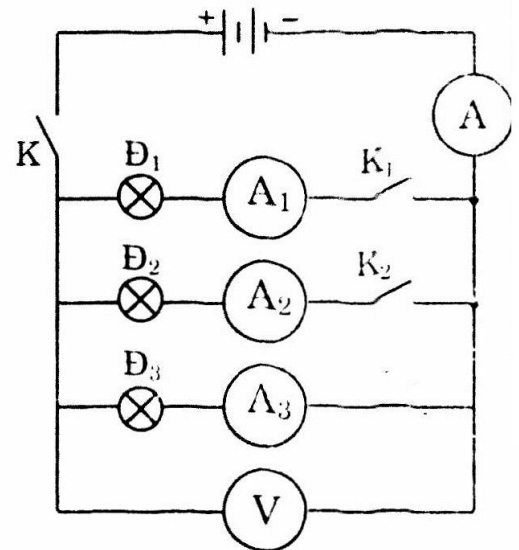 + −
A
K
Đ₁ A₁ K₁
Đ₂ A₂ K₂
Đ₃ A₃
V